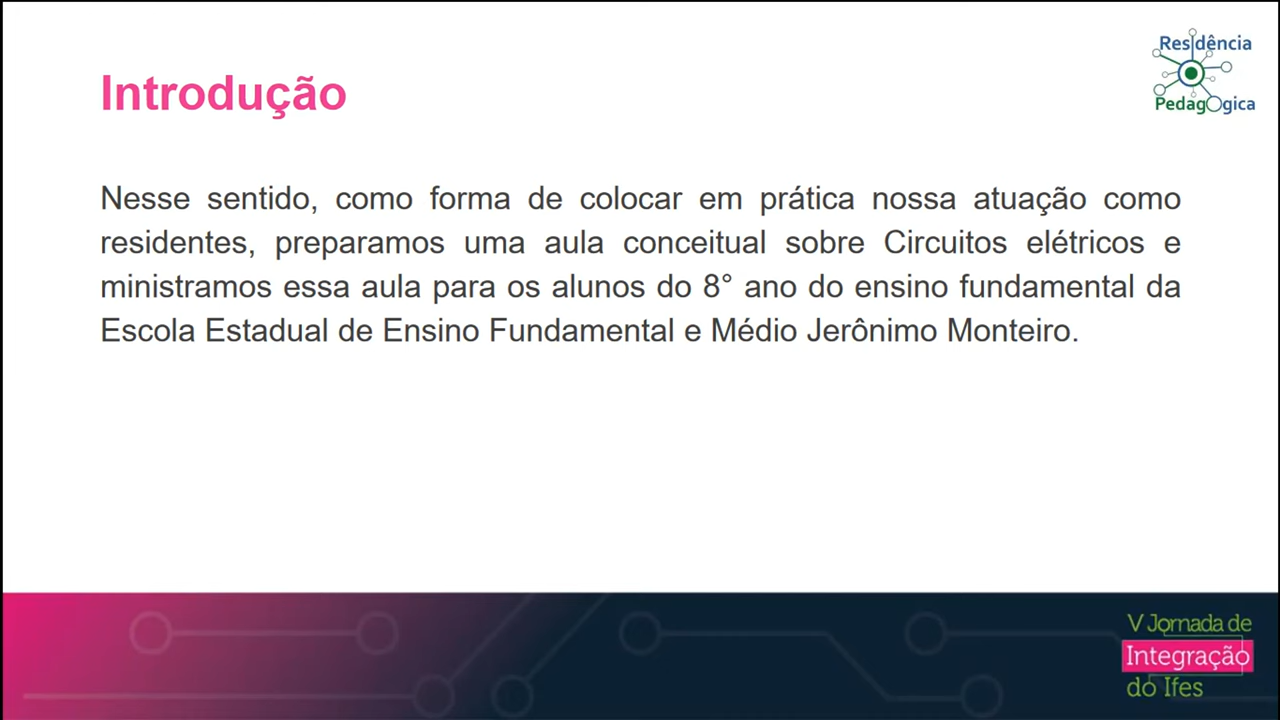 Introdução
Residência
Pedagógica
Nesse sentido, como forma de colocar em prática nossa atuação como
residentes, preparamos uma aula conceitual sobre Circuitos elétricos e
ministramos essa aula para os alunos do 8° ano do ensino fundamental da
Escola Estadual de Ensino Fundamental e Médio Jerônimo Monteiro.
V Jornada de
Integração
do Ifes